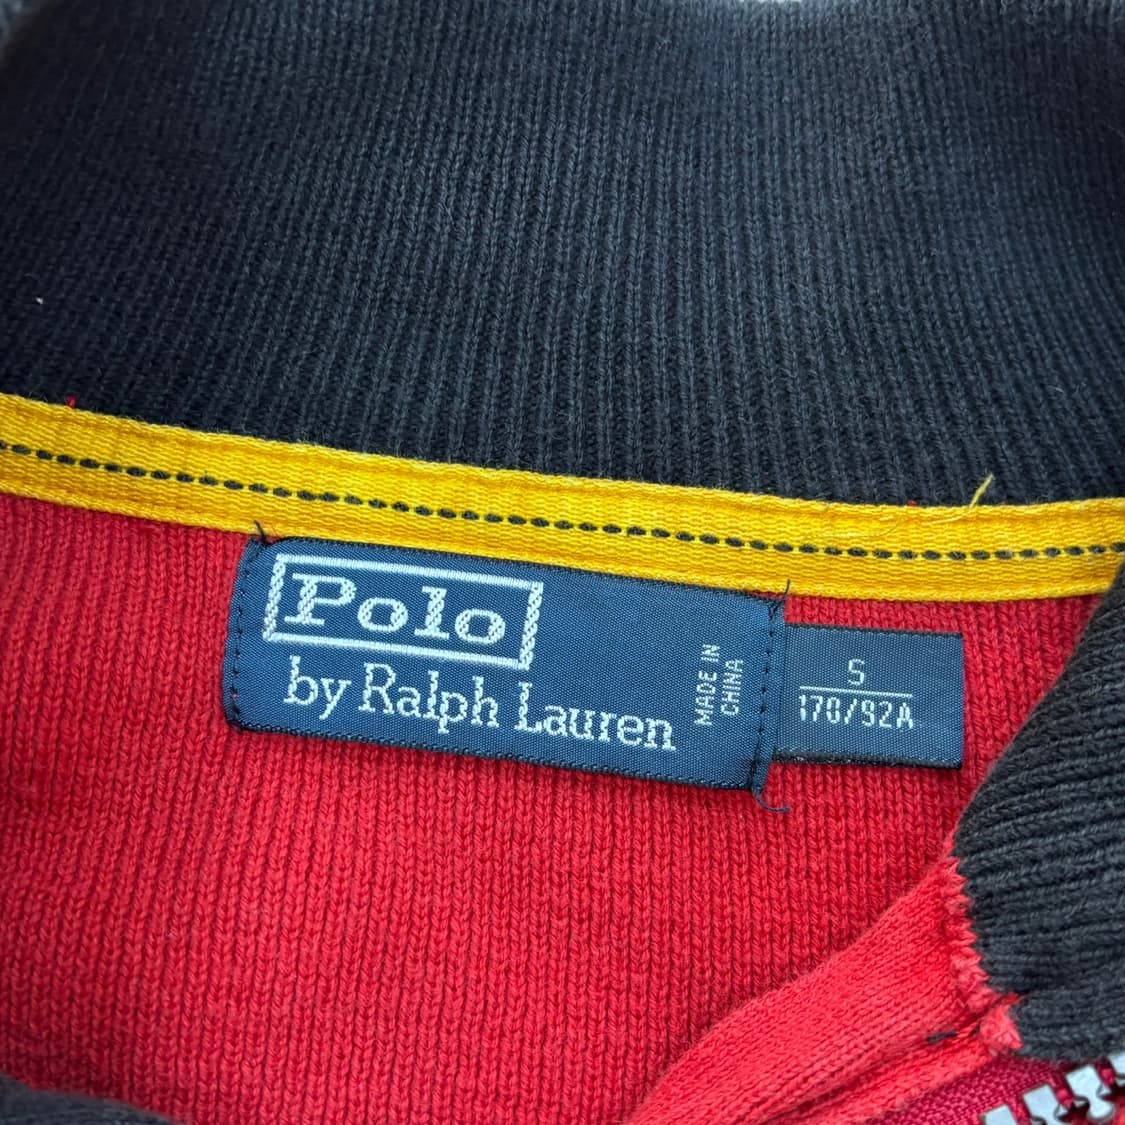 Polo
by Ralph Lauren
MADE IN
CHINA
S
170/92A